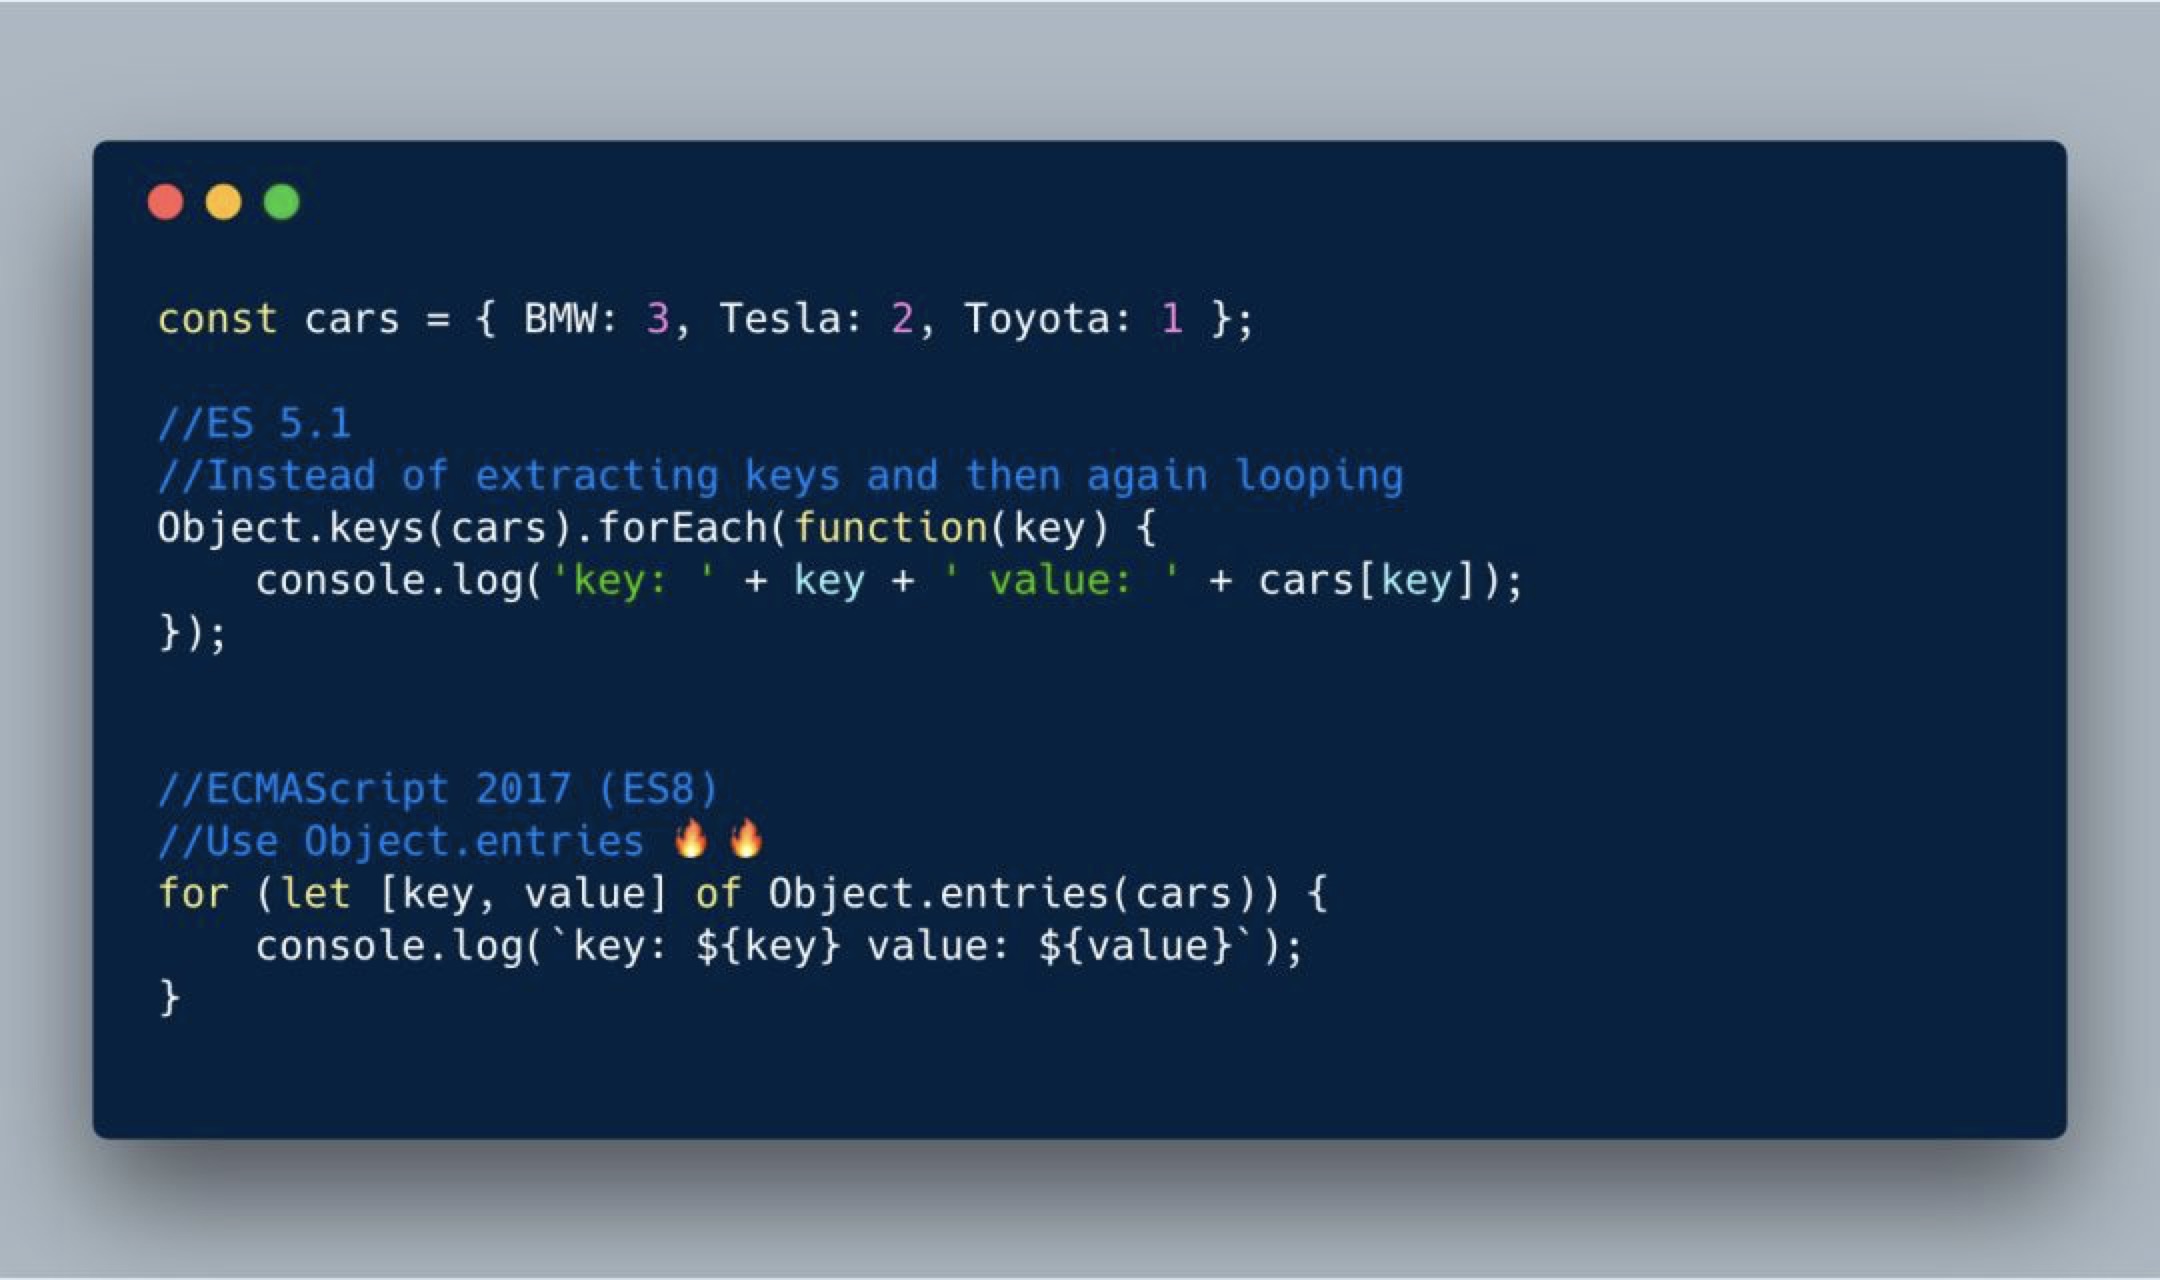 const cars = { BMW: 3, Tesla: 2, Toyota: 1 };
//ES 5.1
//Instead of extracting keys and then again looping
Object.keys(cars).forEach(function(key) {
    console.log('key: ' + key + ' value: ' + cars[key]);
});
//ECMAScript 2017 (ES8)
//Use Object.entries 🔥🔥
for (let [key, value] of Object.entries(cars)) {
    console.log(`key: ${key} value: ${value}`);
}